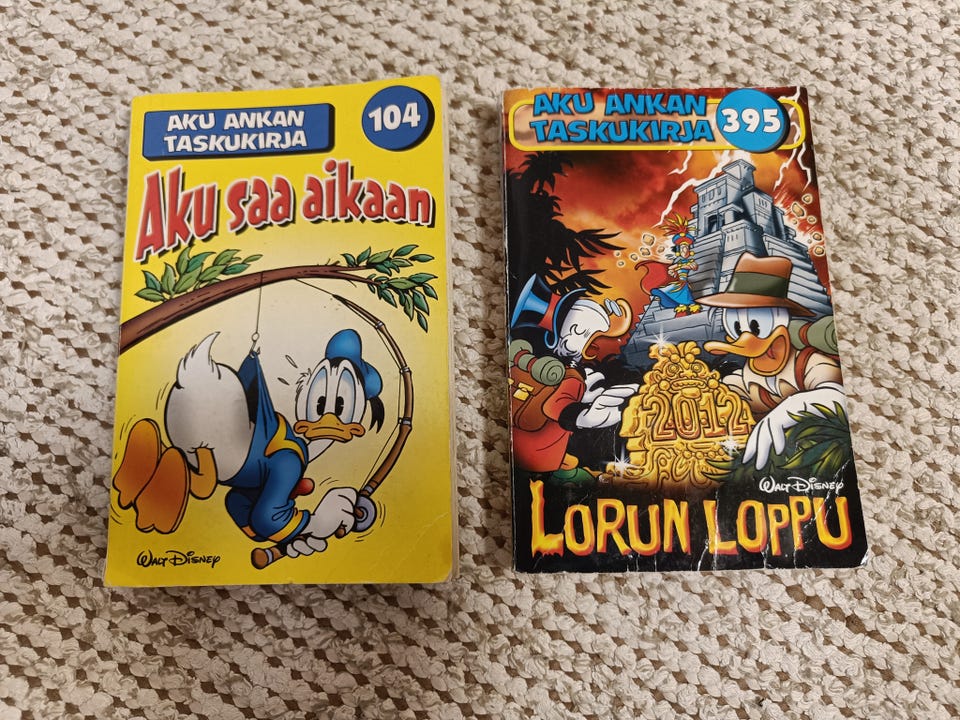 AKU ANKAN
TASKUKIRJA
104
Aku saa aikaan
WALT DISNEY
AKU ANKAN
TASKUKIRJA
395
2012
WALT DISNEY
LORUN LOPPU